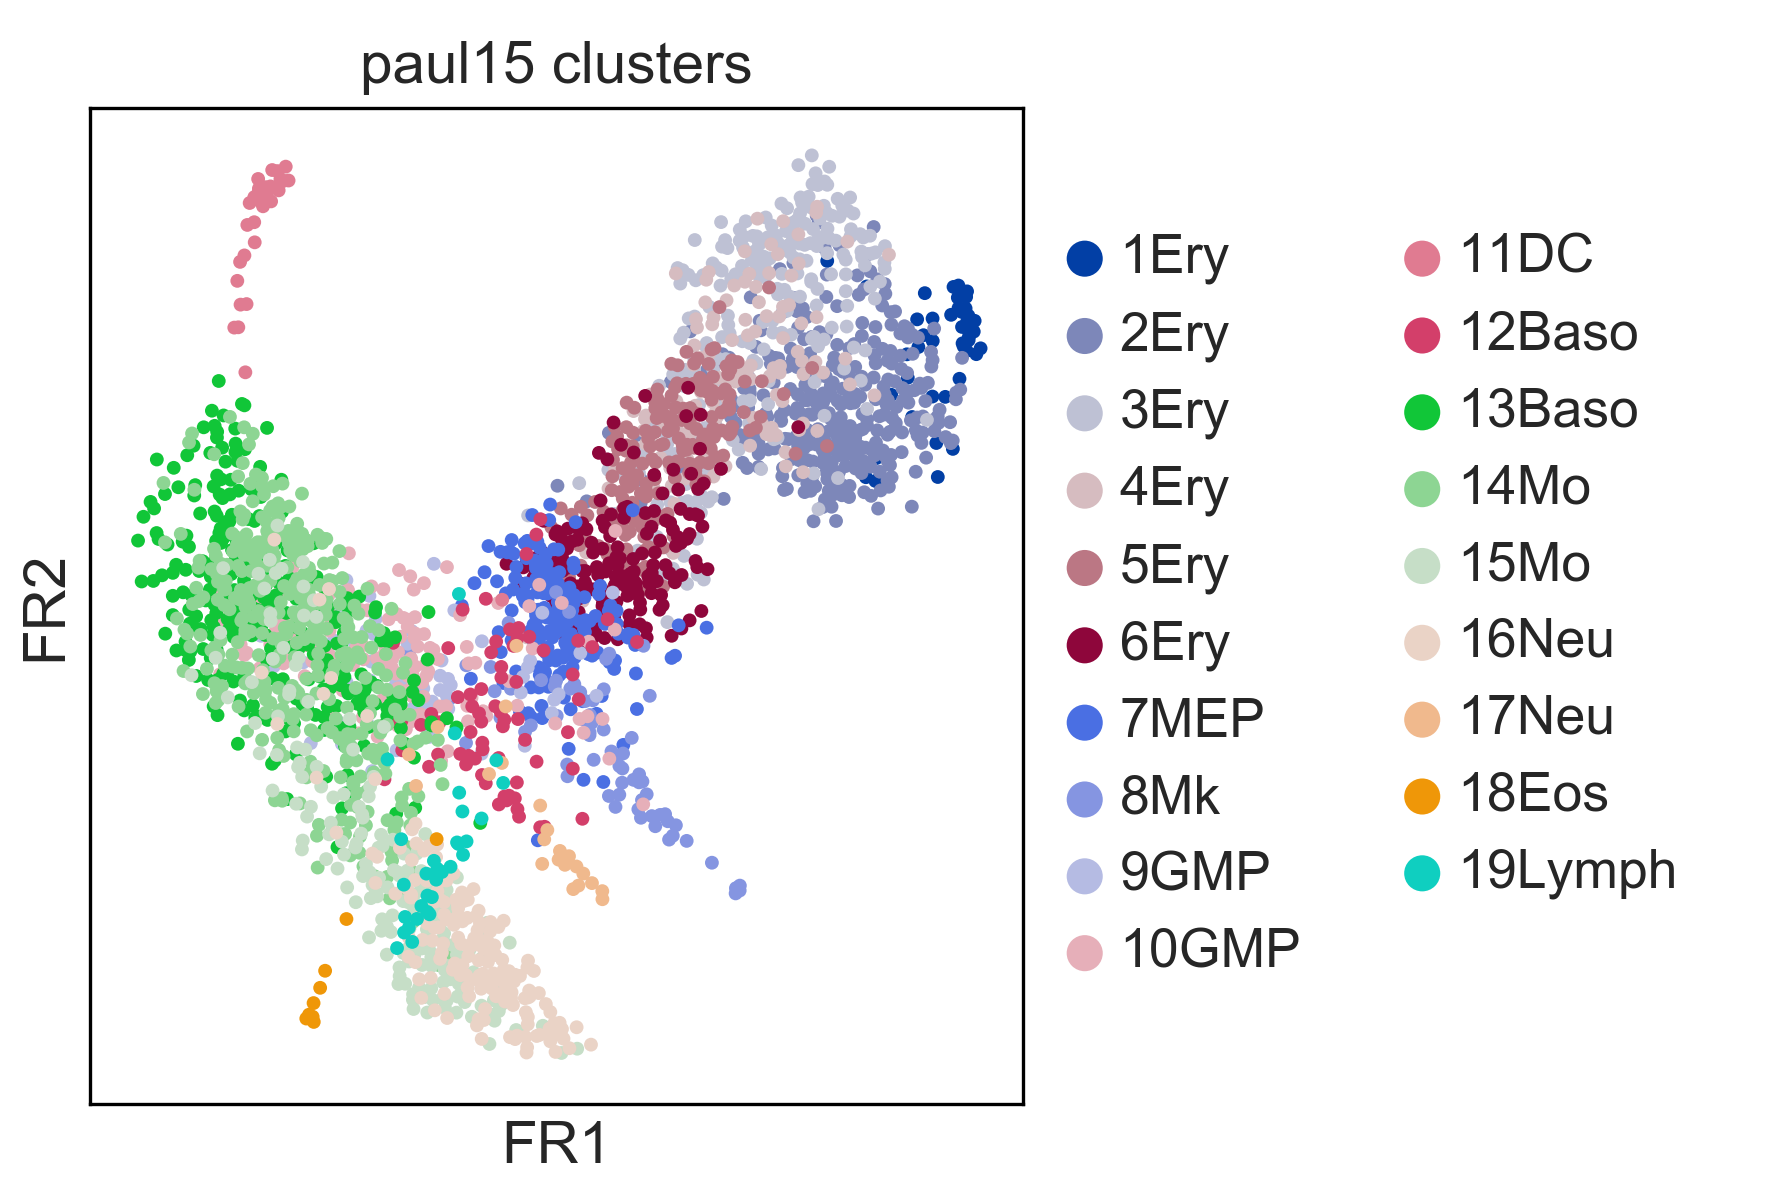 paul15 clusters
FR2
FR1
1Ery
2Ery
3Ery
4Ery
5Ery
6Ery
7MEP
8Mk
9GMP
10GMP
11DC
12Baso
13Baso
14Mo
15Mo
16Neu
17Neu
18Eos
19Lymph